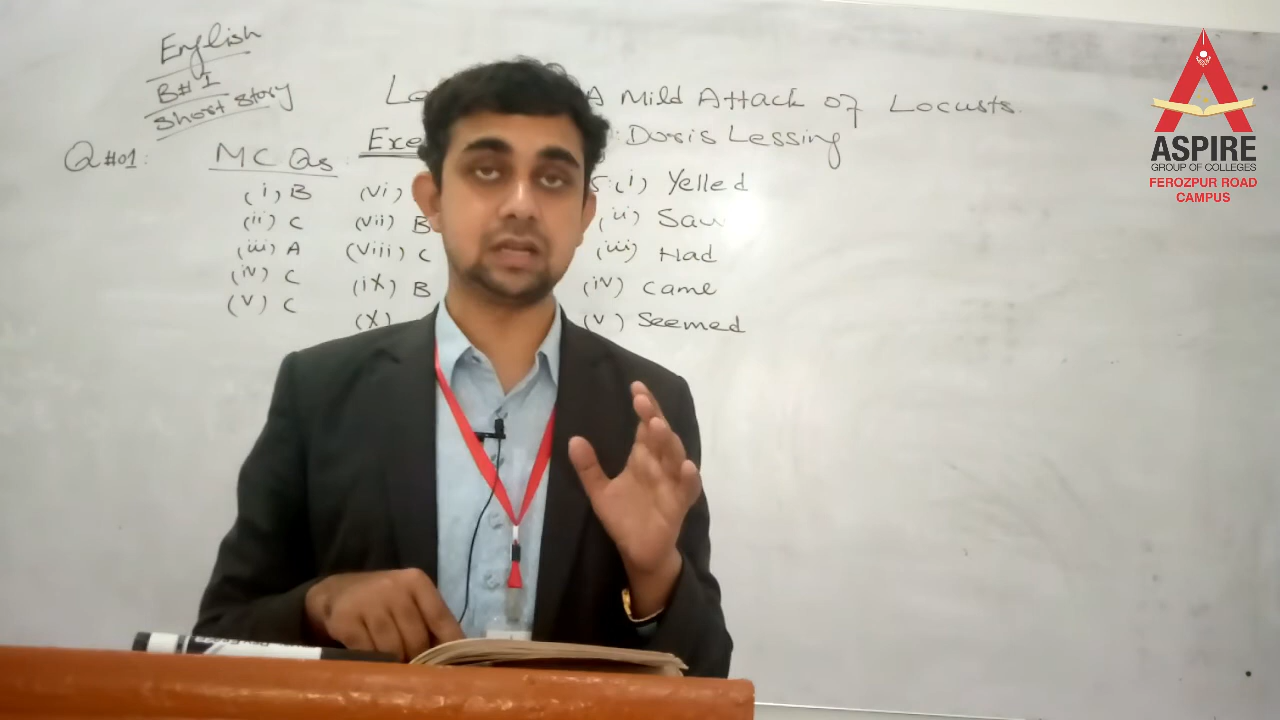 English
B# 1
Short story
A Mild Attack of Locusts.
Doris Lessing
Q#01: MCQs
(i) B (vi) (i) Yelled
(ii) C (vii) B (ii) Saw
(iii) A (viii) C (iii) Had
(iv) C (ix) B (iv) came
(v) C (x) (v) Seemed
ASPIRE
GROUP OF COLLEGES
FEROZPUR ROAD
CAMPUS